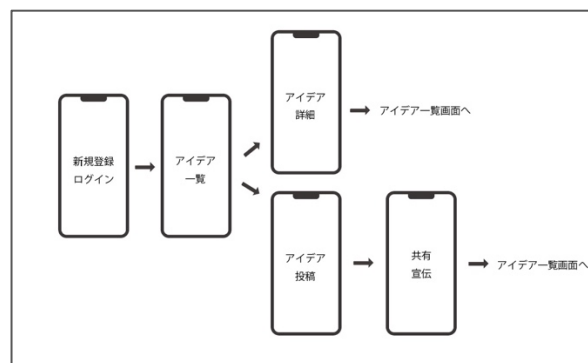 新規登録
ログイン
アイデア
一覧
アイデア
詳細
アイデア一覧画面へ
アイデア
投稿
共有
宣伝
アイデア一覧画面へ